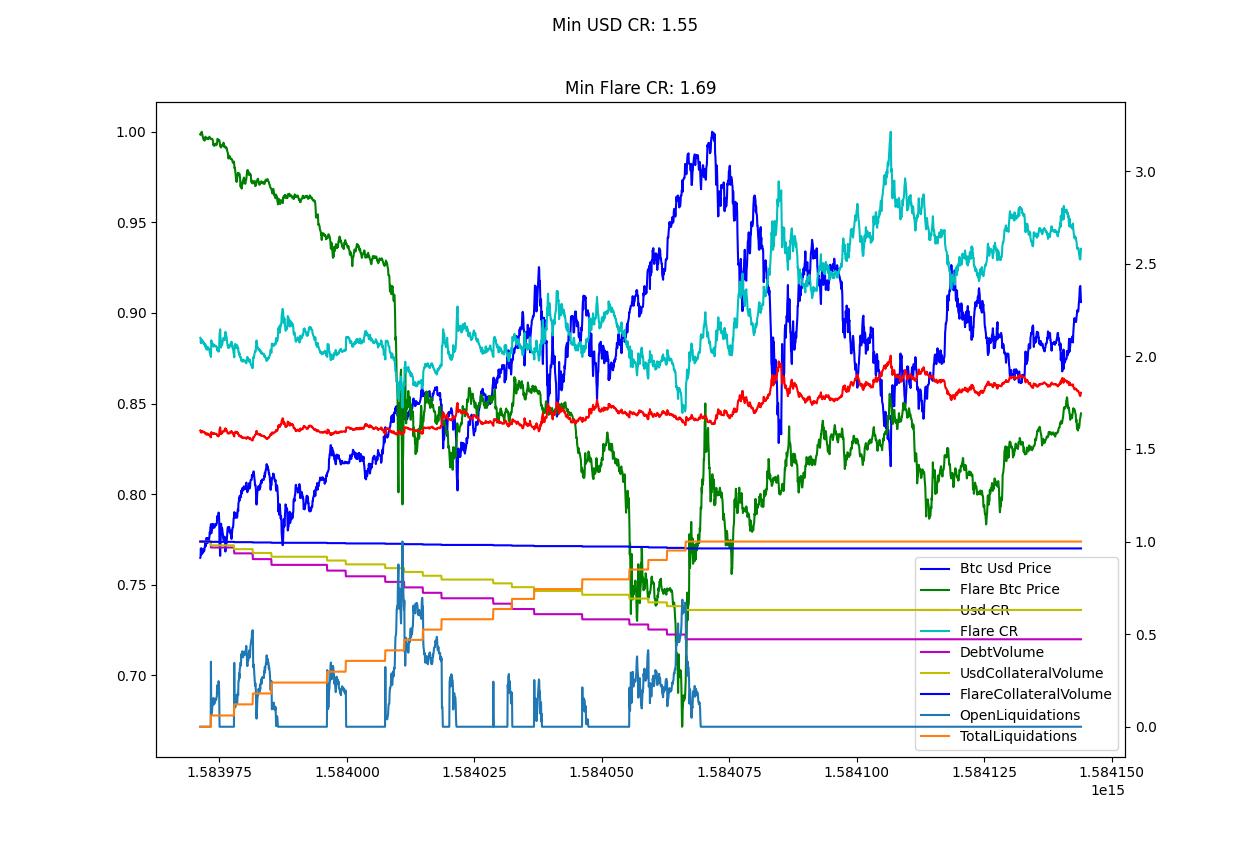 Min USD CR: 1.55
Min Flare CR: 1.69
1.00
0.95
0.90
0.85
0.80
0.75
0.70
3.0
2.5
2.0
1.5
1.0
0.5
0.0
Btc Usd Price
Flare Btc Price
Usd CR
Flare CR
DebtVolume
UsdCollateralVolume
FlareCollateralVolume
OpenLiquidations
TotalLiquidations
1.583975 1.584000 1.584025 1.584050 1.584075 1.584100 1.584125 1.584150
1e15